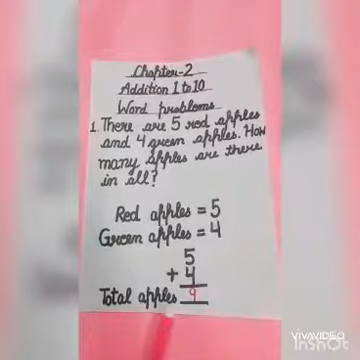 Chapter-2
Addition 1 to 10
Word problems
1. There are 5 red apples
and 4 green apples. How
many apples are there
in all?
Red apples = 5
Green apples = 4
5
+ 4
Total apples 9
VIVAVIDEO
InShOt